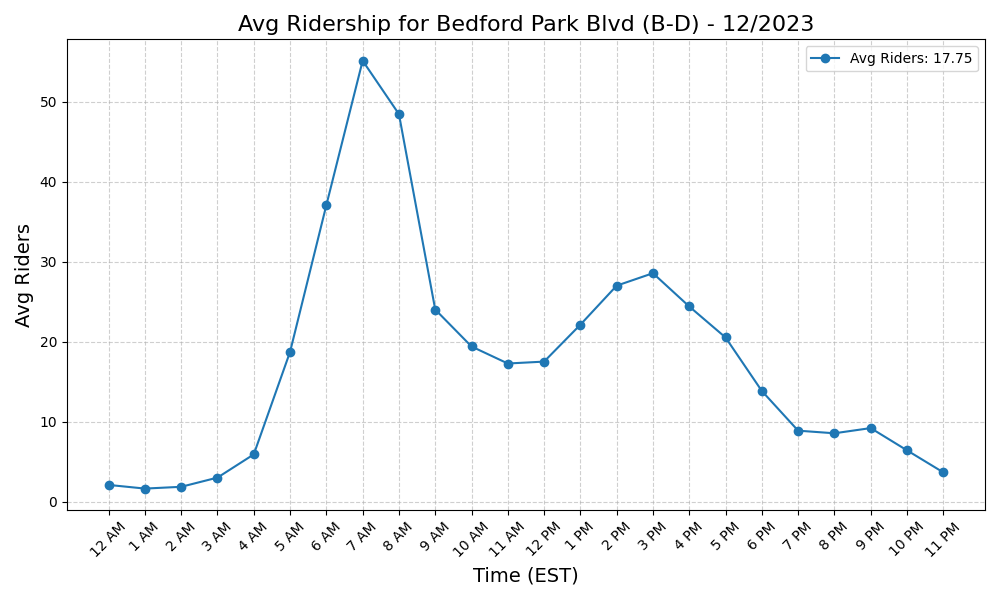 Avg Ridership for Bedford Park Blvd (B-D) - 12/2023
Avg Riders: 17.75
50
40
30
20
10
0
Avg Riders
12 AM
1 AM
2 AM
3 AM
4 AM
5 AM
6 AM
7 AM
8 AM
9 AM
10 AM
11 AM
12 PM
1 PM
2 PM
3 PM
4 PM
5 PM
6 PM
7 PM
8 PM
9 PM
10 PM
11 PM
Time (EST)